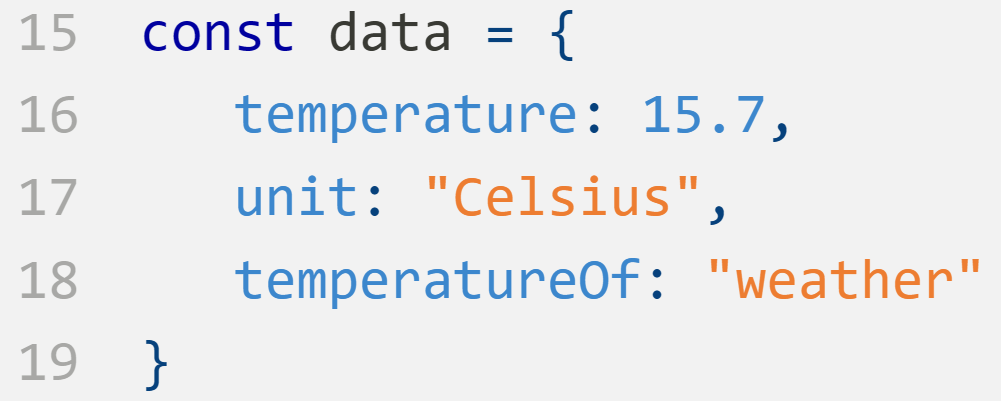 15 const data = {
16 temperature: 15.7,
17 unit: "Celsius",
18 temperatureOf: "weather"
19 }